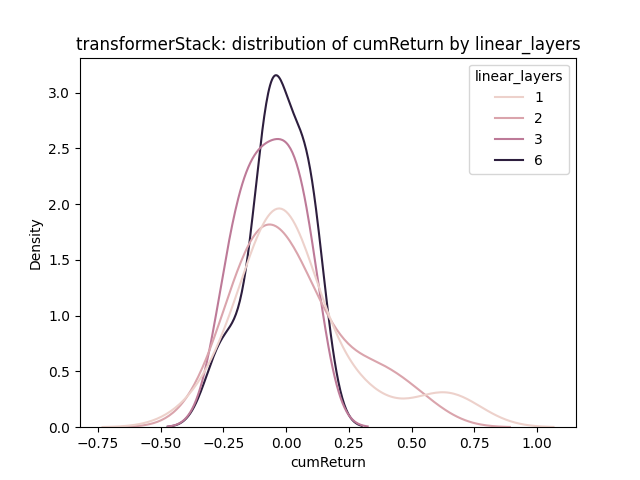 transformerStack: distribution of cumReturn by linear_layers
linear_layers
1
2
3
6
3.0
2.5
2.0
1.5
1.0
0.5
0.0
Density
−0.75 −0.50 −0.25 0.00 0.25 0.50 0.75 1.00
cumReturn